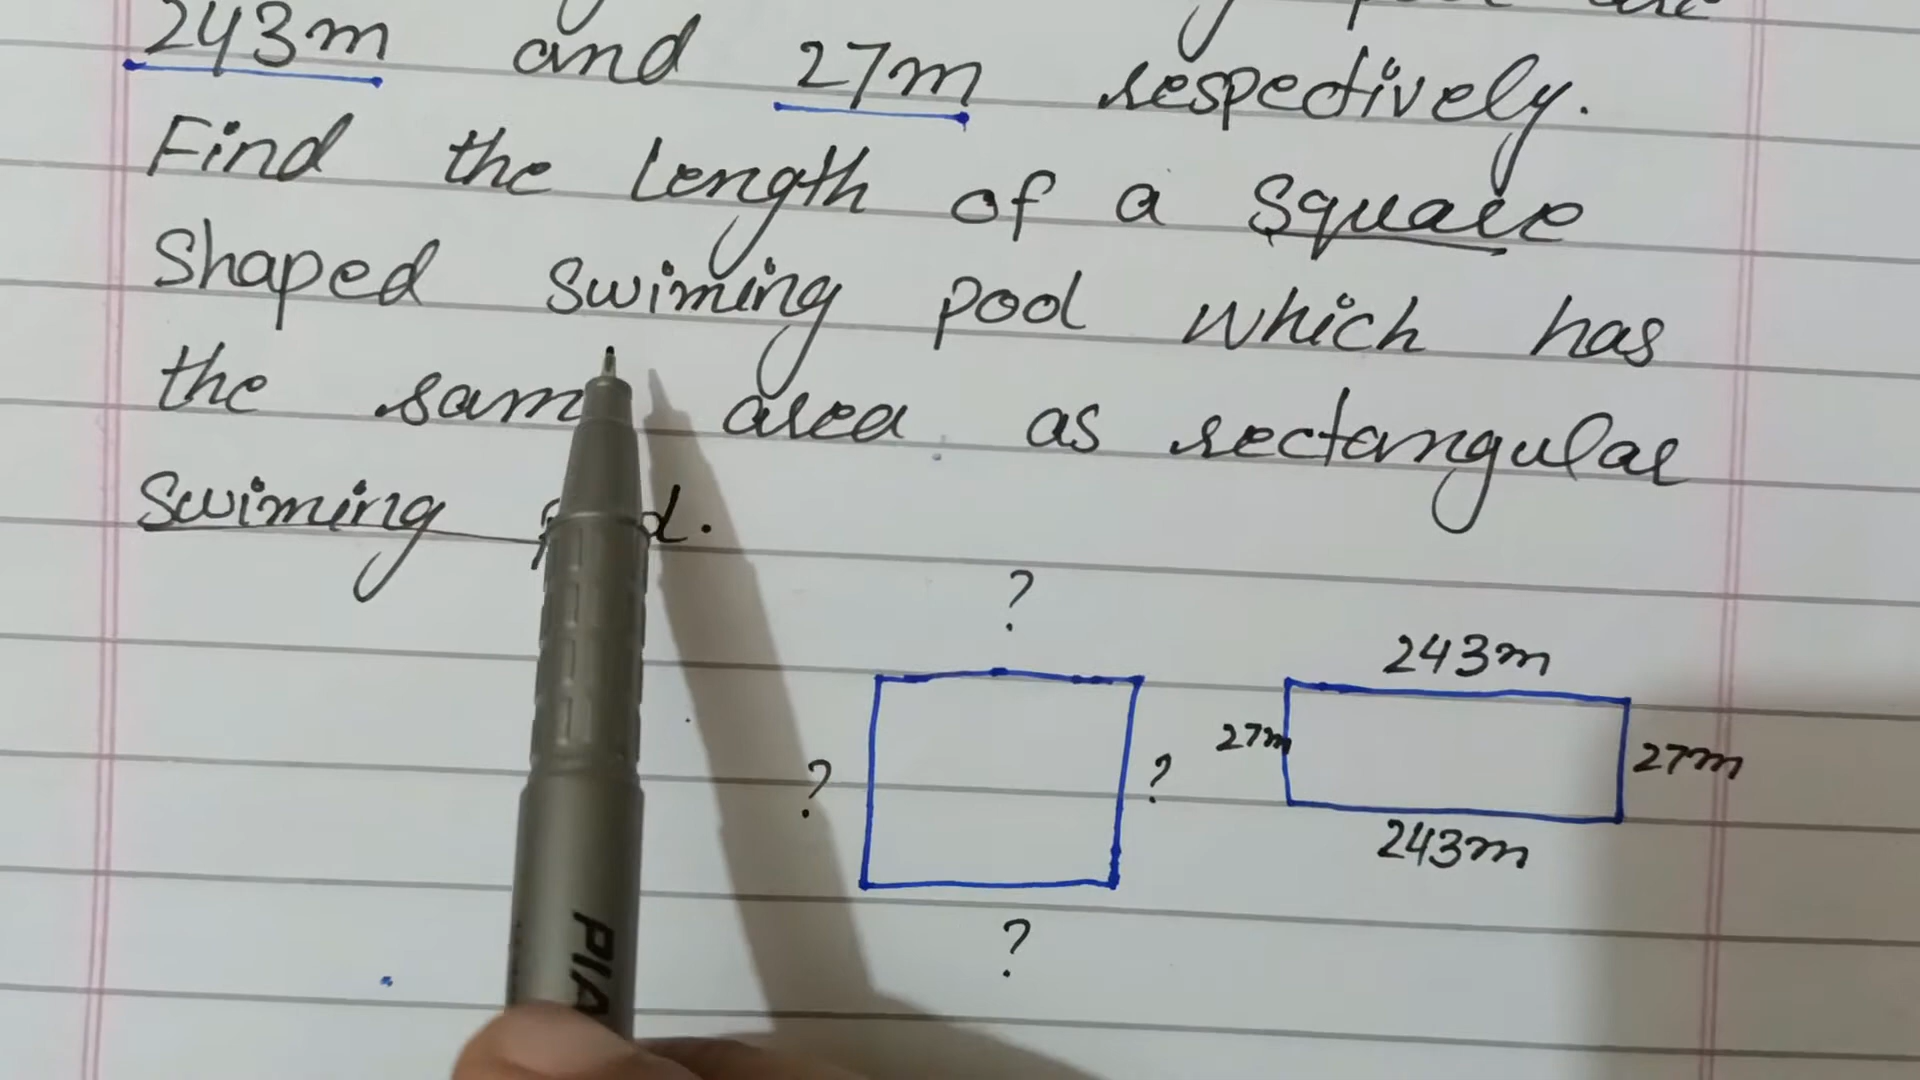 243m and 27m respectively.
Find the length of a square
Shaped swiming pool which has
the same area as rectangular
swiming
?
243m
27m
27m
?
?
243m
?
PIA